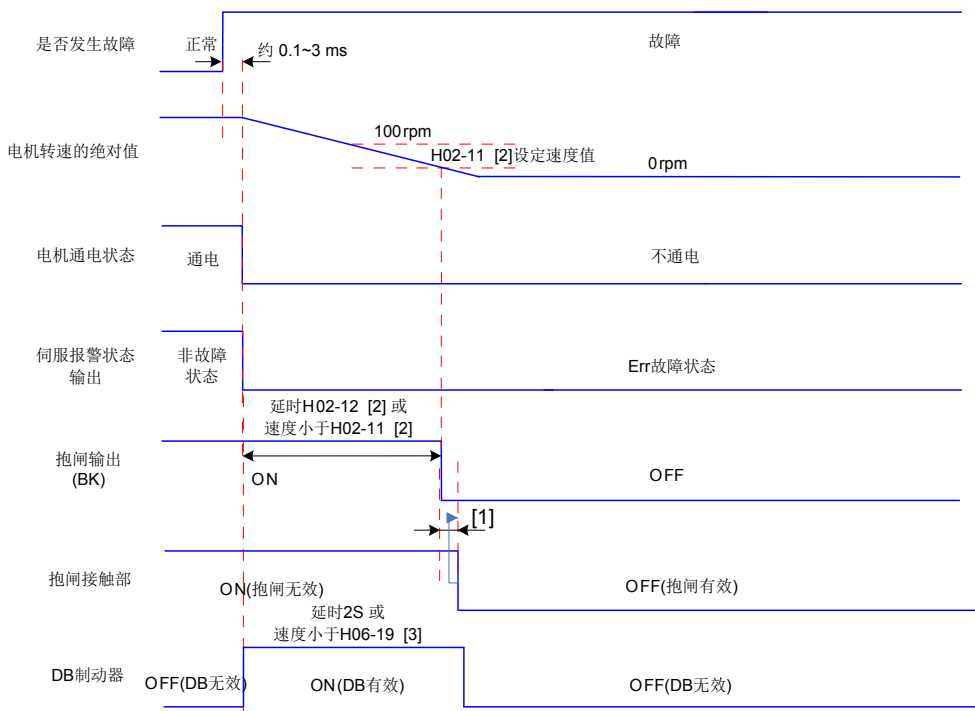 是否发生故障
正常
约 0.1~3 ms
故障
电机转速的绝对值
100rpm
H02-11 [2]设定速度值
0rpm
电机通电状态
通电
不通电
伺服报警状态
输出
非故障
状态
Err故障状态
延时H02-12 [2] 或
速度小于H02-11 [2]
抱闸输出
(BK)
ON
OFF
[1]
抱闸接触部
ON(抱闸无效)
OFF(抱闸有效)
延时2S 或
速度小于H06-19 [3]
DB制动器
OFF(DB无效)
ON(DB有效)
OFF(DB无效)